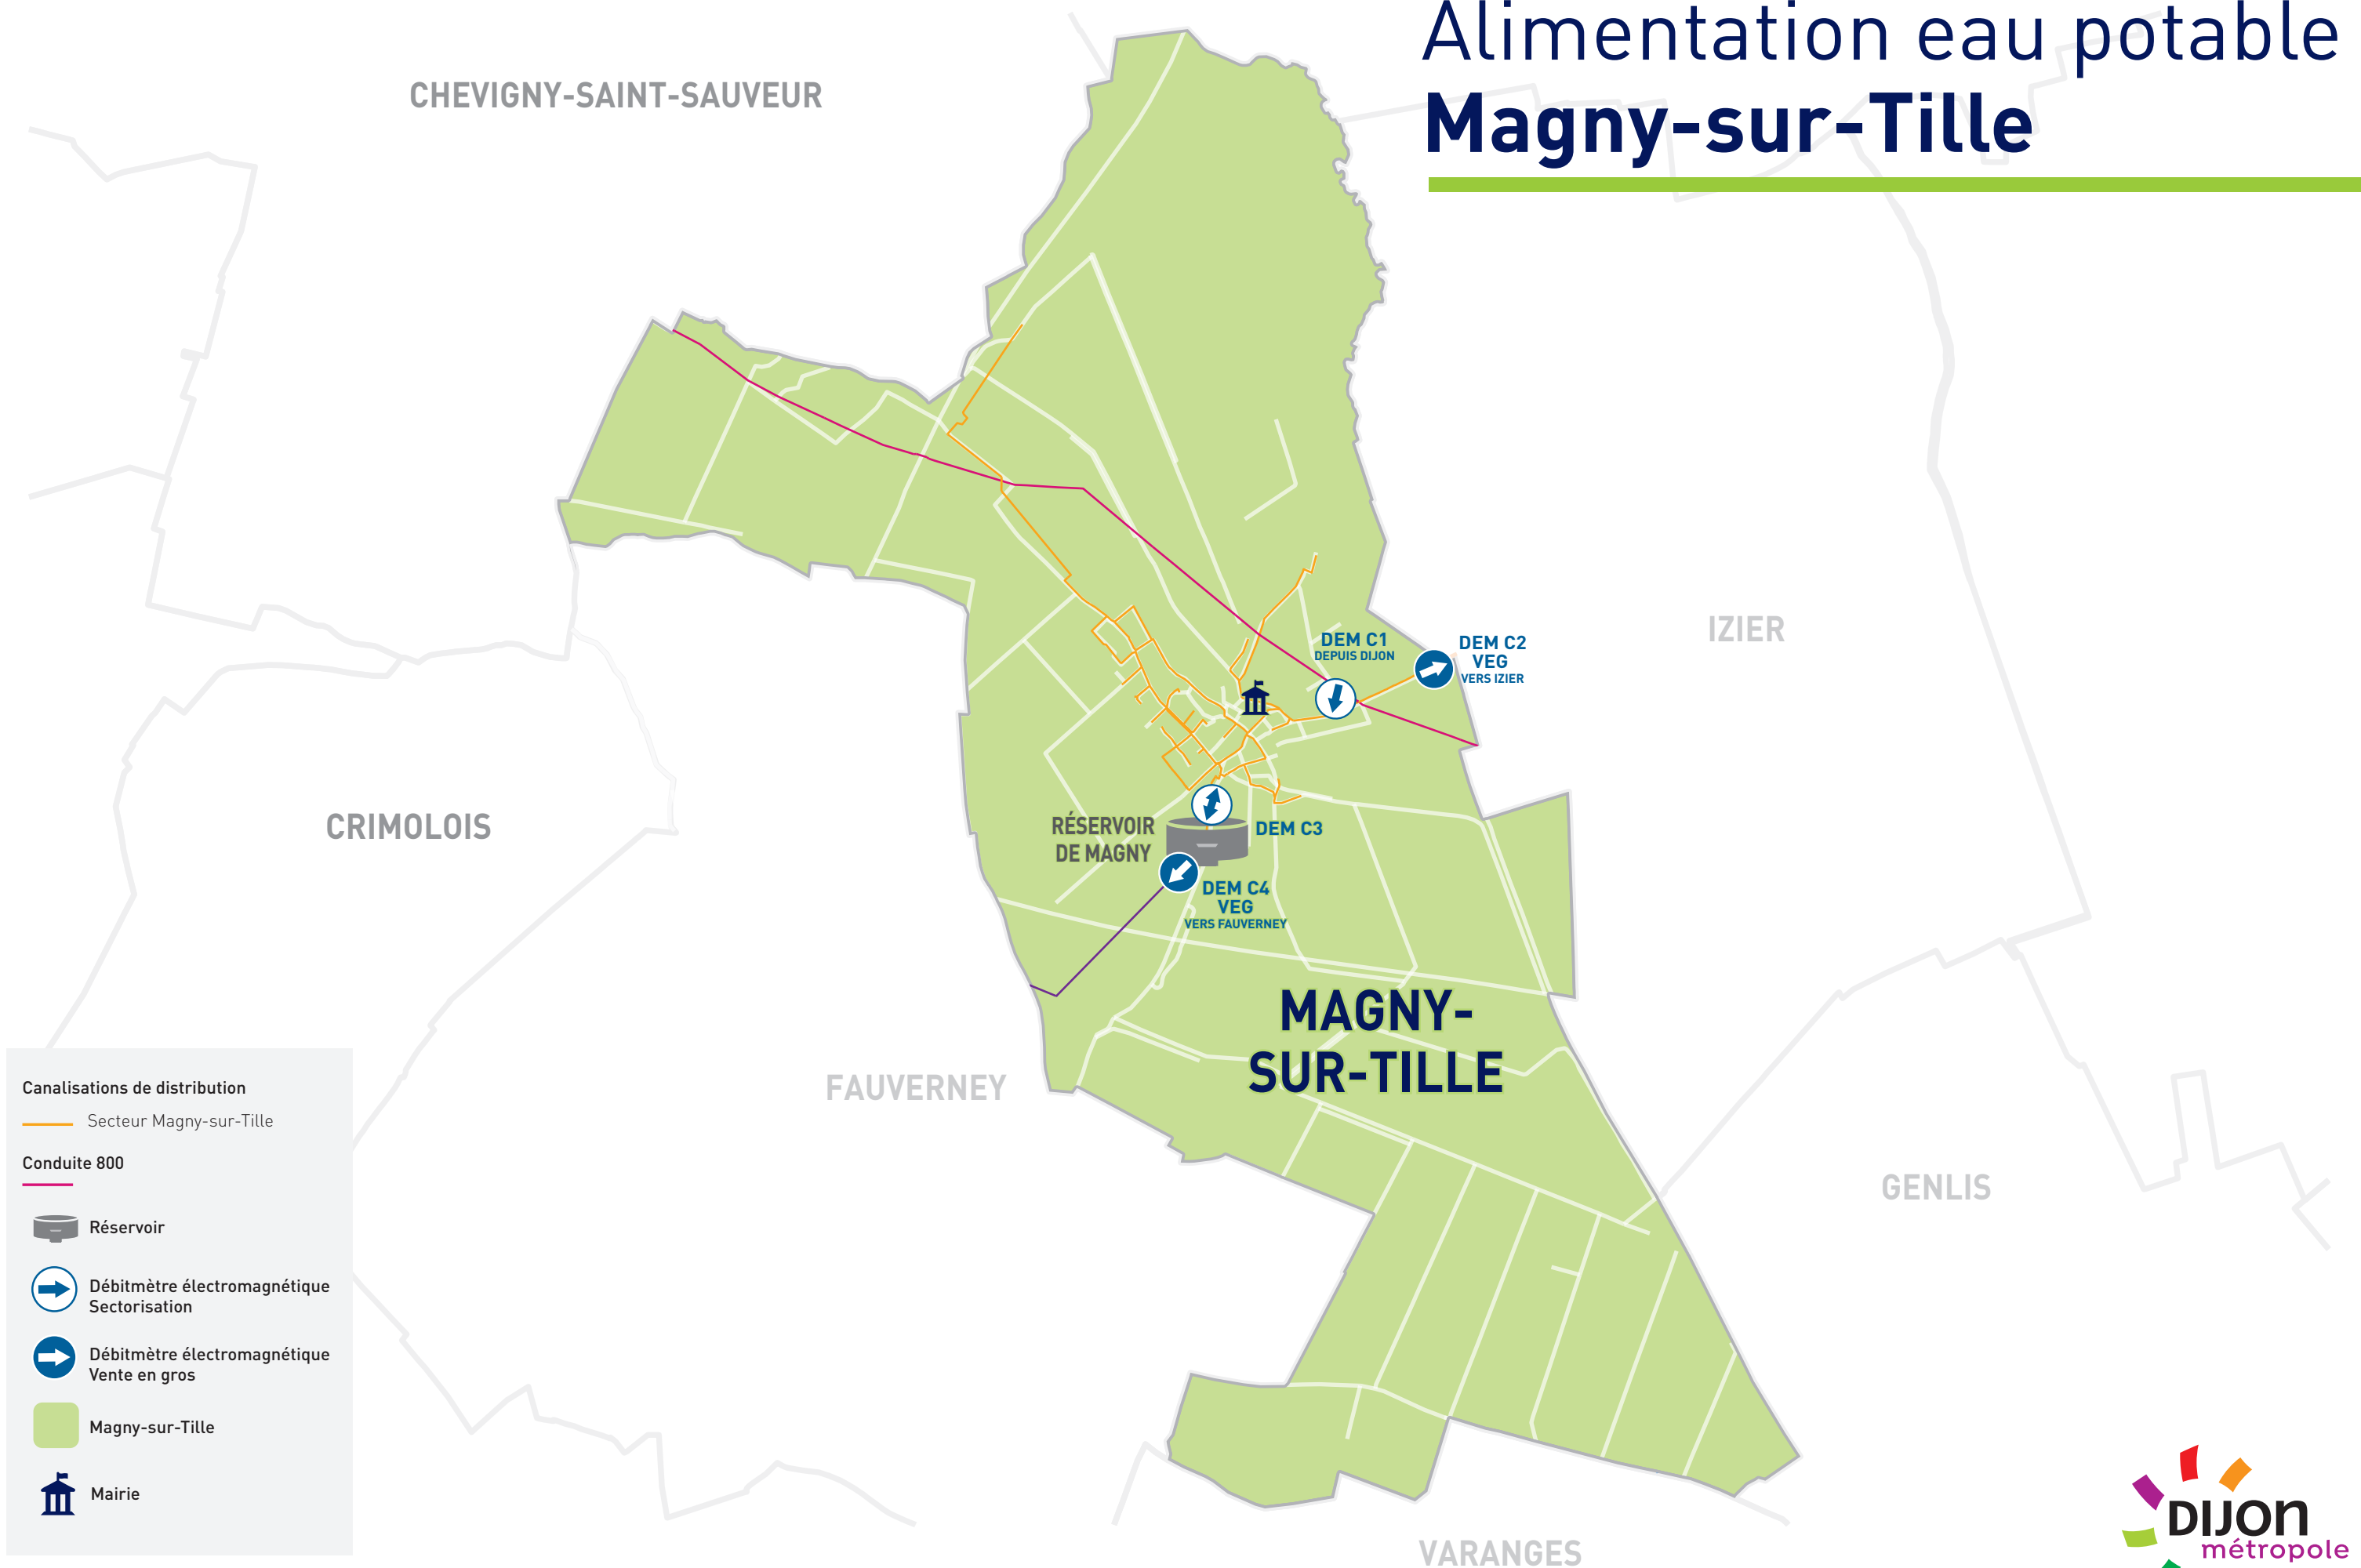 Alimentation eau potable
Magny-sur-Tille
CHEVIGNY-SAINT-SAUVEUR
IZIER
DEM C1
DEPUIS DIJON
DEM C2
VEG
VERS IZIER
CRIMOLOIS
RÉSERVOIR
DE MAGNY
DEM C3
DEM C4
VEG
VERS FAUVERNEY
MAGNY-
SUR-TILLE
FAUVERNEY
GENLIS
VARANGES
Canalisations de distribution
Secteur Magny-sur-Tille
Conduite 800
Réservoir
Débitmètre électromagnétique
Sectorisation
Débitmètre électromagnétique
Vente en gros
Magny-sur-Tille
Mairie
DIJON
métropole